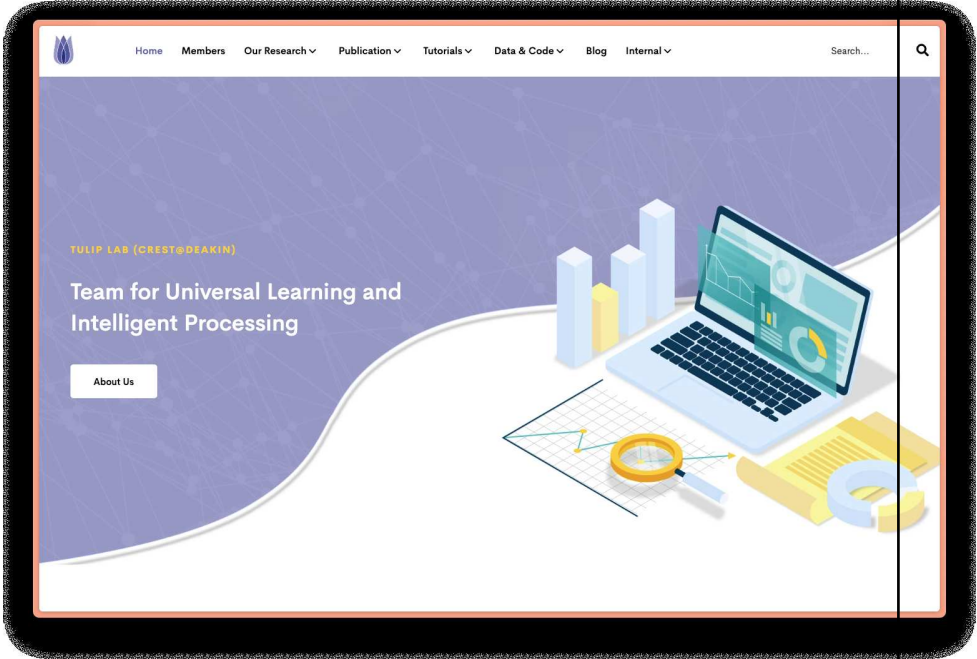 Home Members Our Research Publication Tutorials Data & Code Blog Internal Search...
TULIP LAB (CREST@DEAKIN)
Team for Universal Learning and
Intelligent Processing
About Us